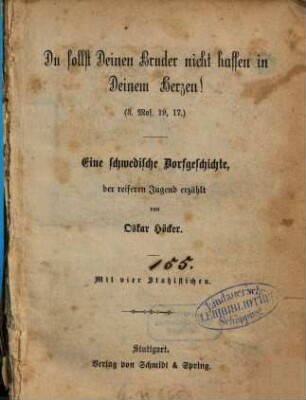 Du sollst Deinen Bruder nicht hassen in
Deinem Herzen!
(3. Mos. 19, 17.)
Eine schwedische Dorfgeschichte,
der reiferen Jugend erzählt
von
Oskar Höcker.
155.
Mit vier Stahlstichen.
LEIHBIBLIOTHEK
Stuttgart.
Verlag von Schmidt & Spring.